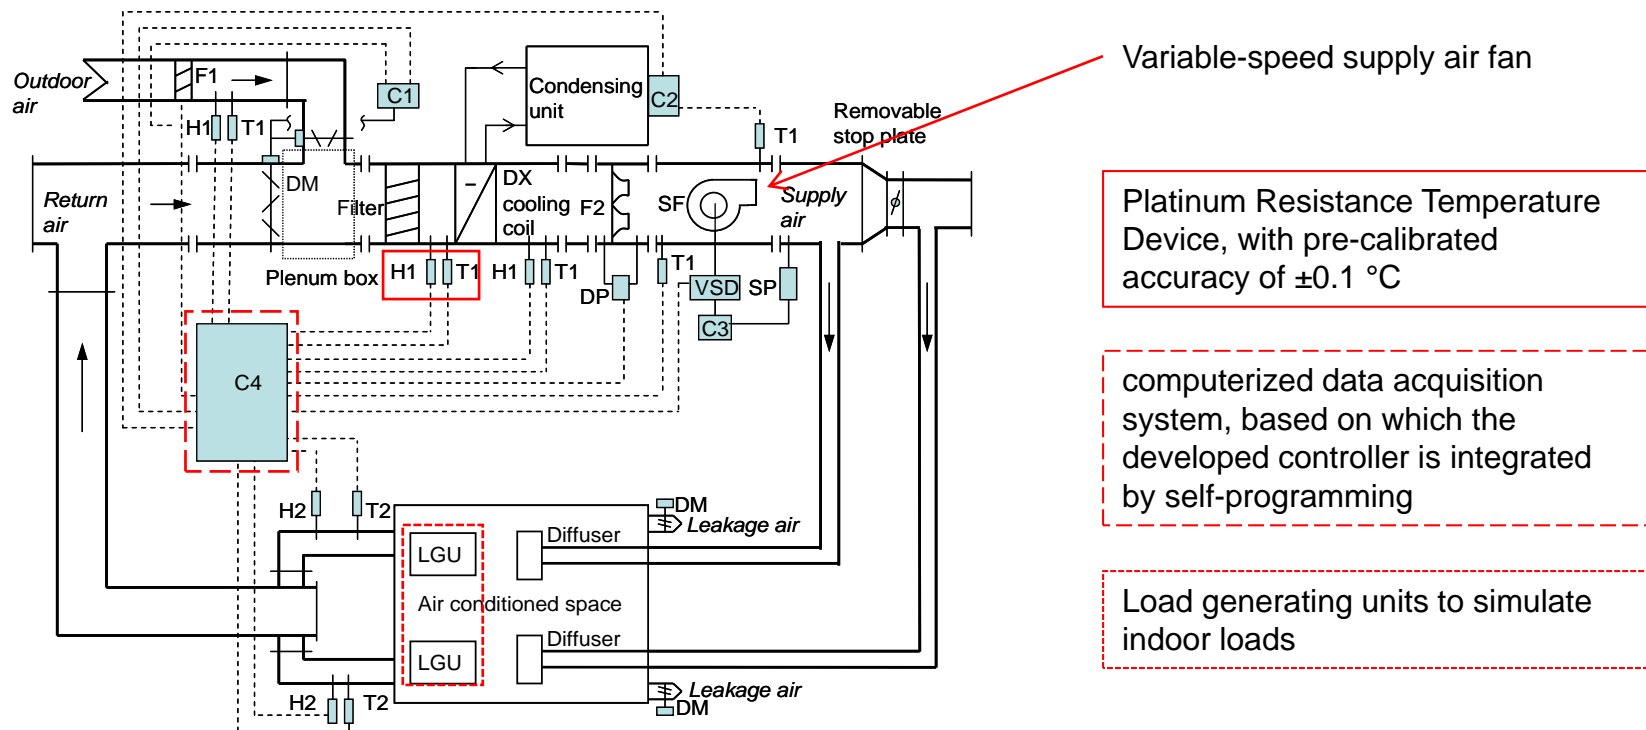 Outdoor
air
F1
H1
T1
C1
Condensing
unit
C2
T1
Removable
stop plate
Return
air
DM
Filter
DX
cooling
coil
F2
SF
Supply
air
Plenum box
H1
T1
H1
T1
DP
T1
VSD
SP
C3
C4
H2
T2
DM
Leakage air
LGU
Diffuser
Air conditioned space
LGU
Diffuser
H2
T2
Leakage air
DM
Variable-speed supply air fan
Platinum Resistance Temperature
Device, with pre-calibrated
accuracy of ±0.1 °C
computerized data acquisition
system, based on which the
developed controller is integrated
by self-programming
Load generating units to simulate
indoor loads